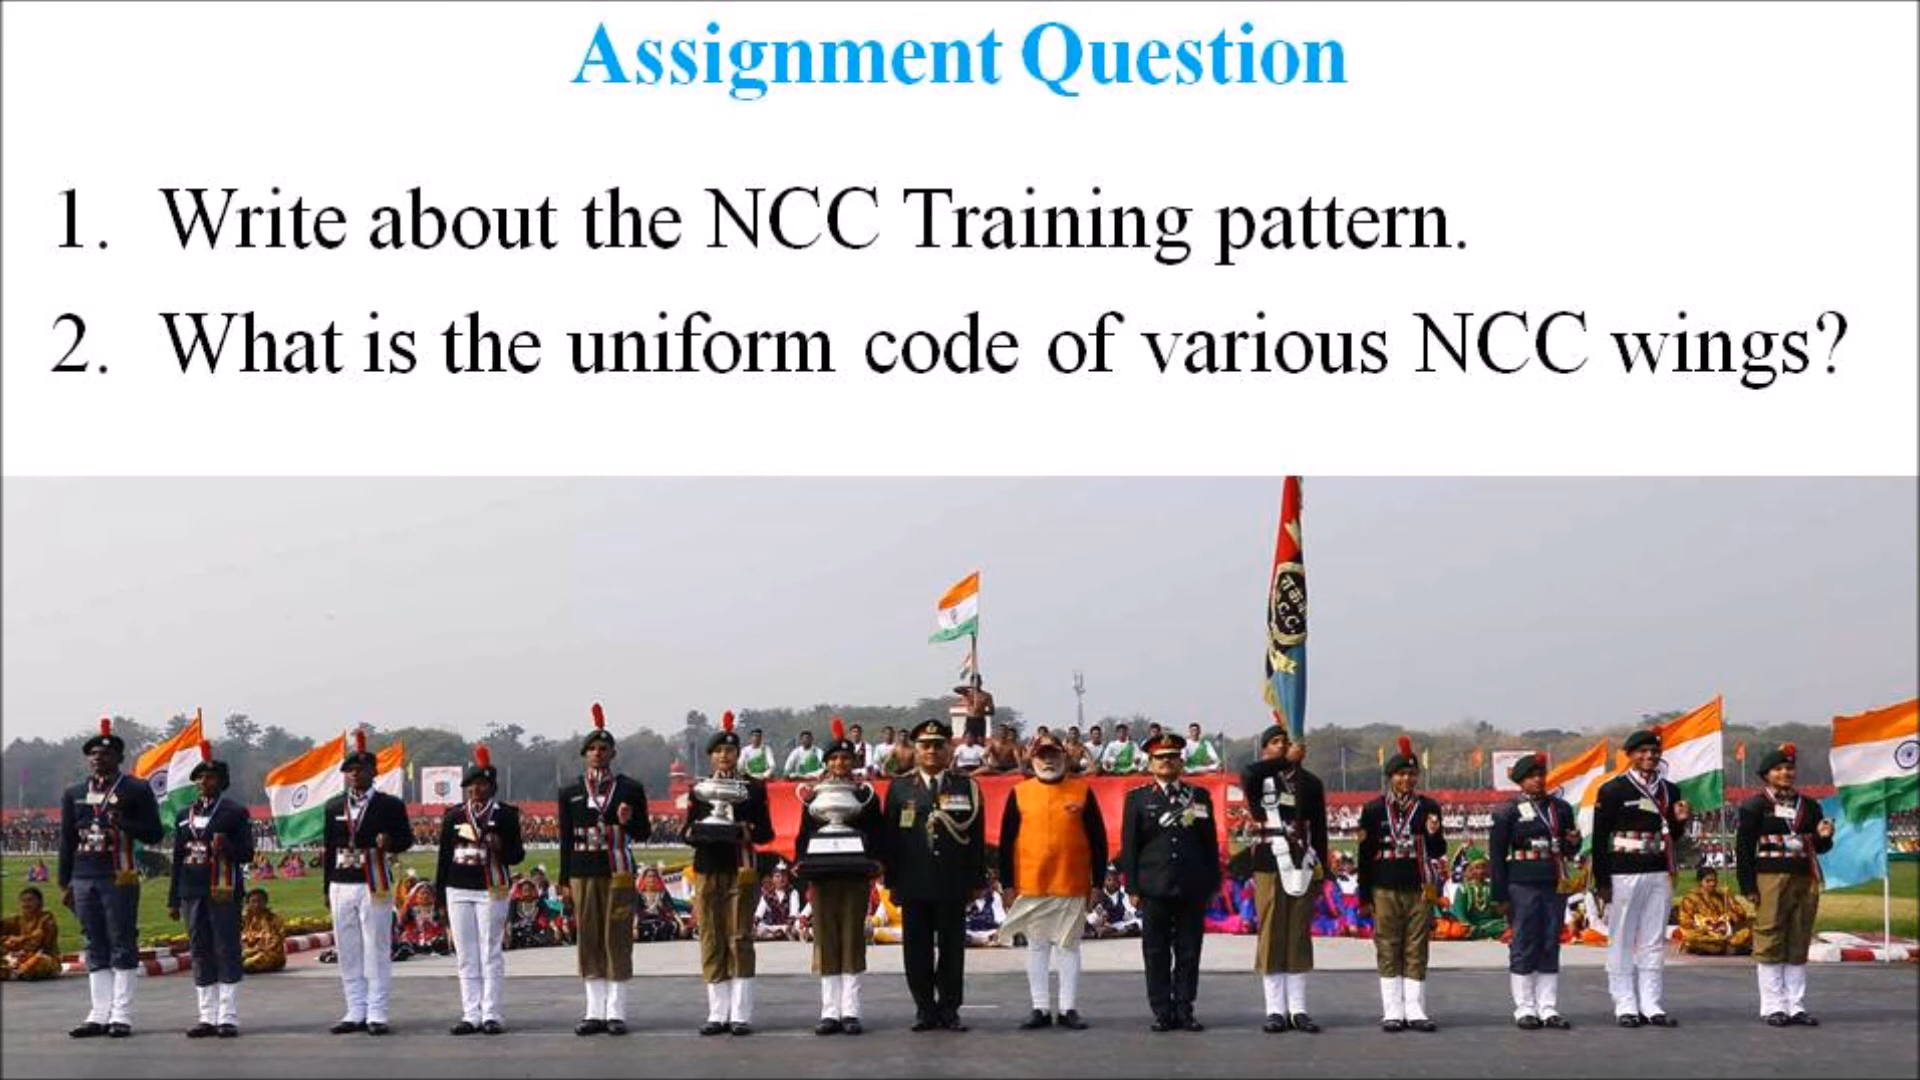 Assignment Question
1. Write about the NCC Training pattern.
2. What is the uniform code of various NCC wings?